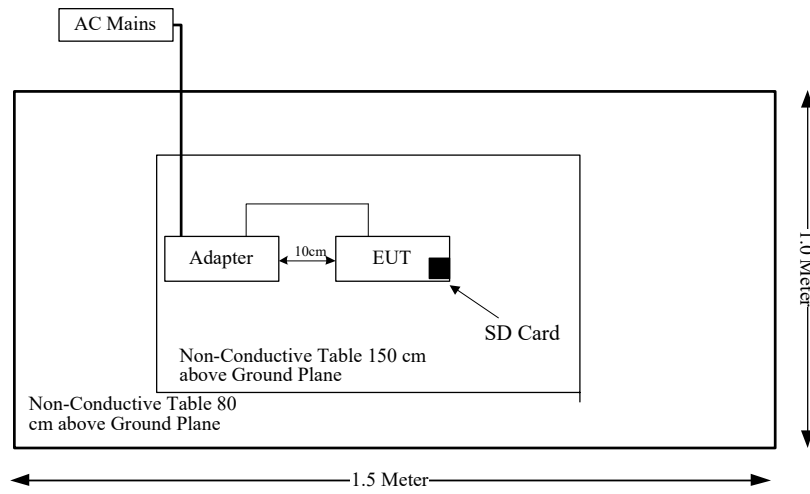 AC Mains
Adapter
10cm
EUT
SD Card
Non-Conductive Table 150 cm
above Ground Plane
Non-Conductive Table 80
cm above Ground Plane
1.0 Meter
1.5 Meter